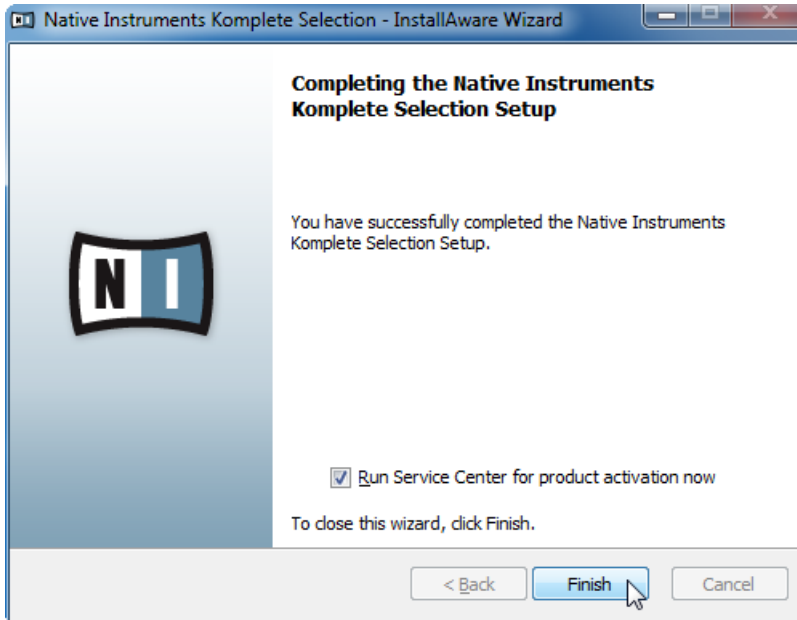 Native Instruments Komplete Selection - InstallAware Wizard
Completing the Native Instruments
Komplete Selection Setup
You have successfully completed the Native Instruments
Komplete Selection Setup.
N I
Run Service Center for product activation now
To close this wizard, click Finish.
< Back Finish Cancel